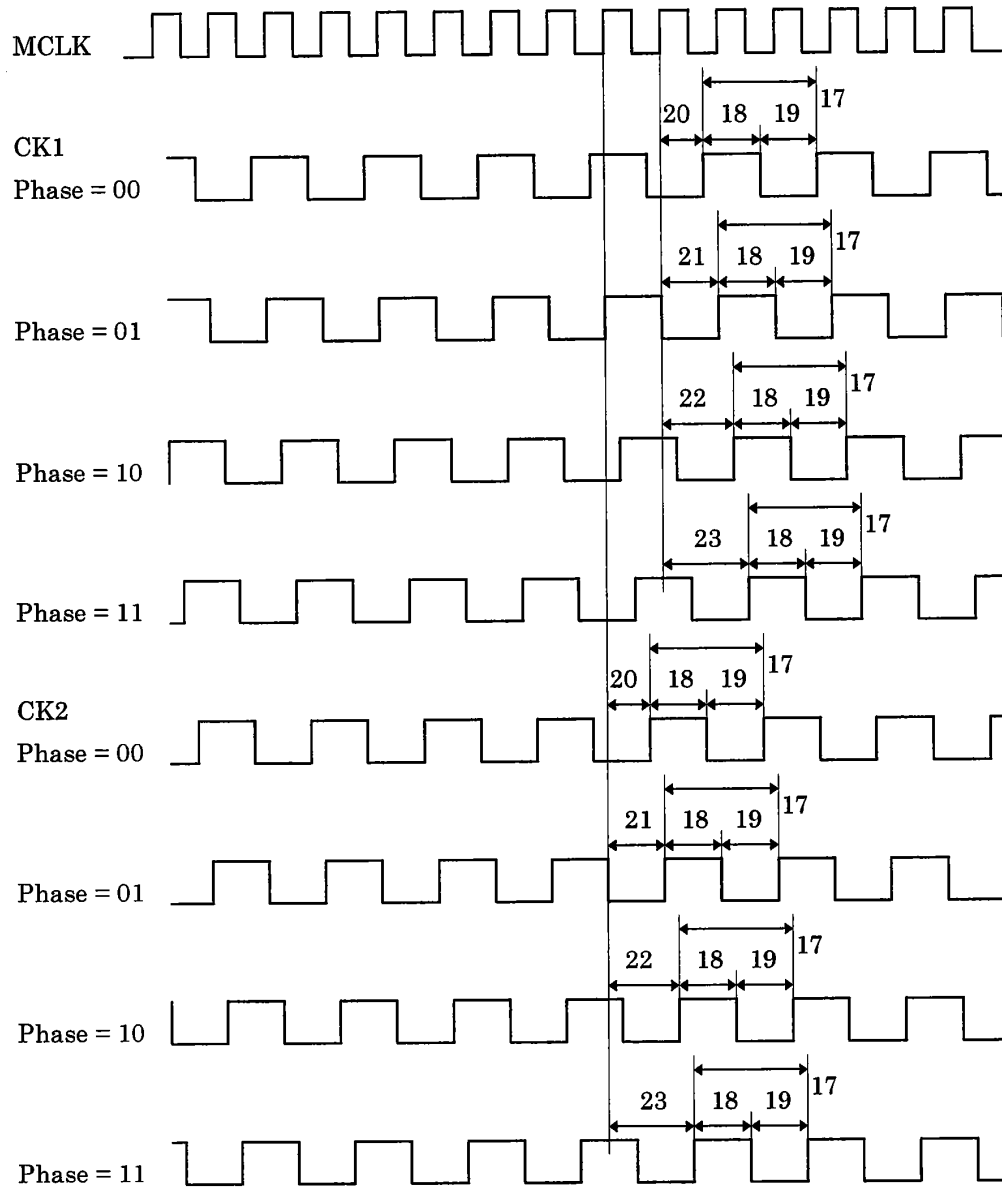 MCLK
17
20 18 19
CK1
Phase = 00
17
21 18 19
Phase = 01
17
22 18 19
Phase = 10
17
23 18 19
Phase = 11
17
20 18 19
CK2
Phase = 00
17
21 18 19
Phase = 01
17
22 18 19
Phase = 10
17
23 18 19
Phase = 11